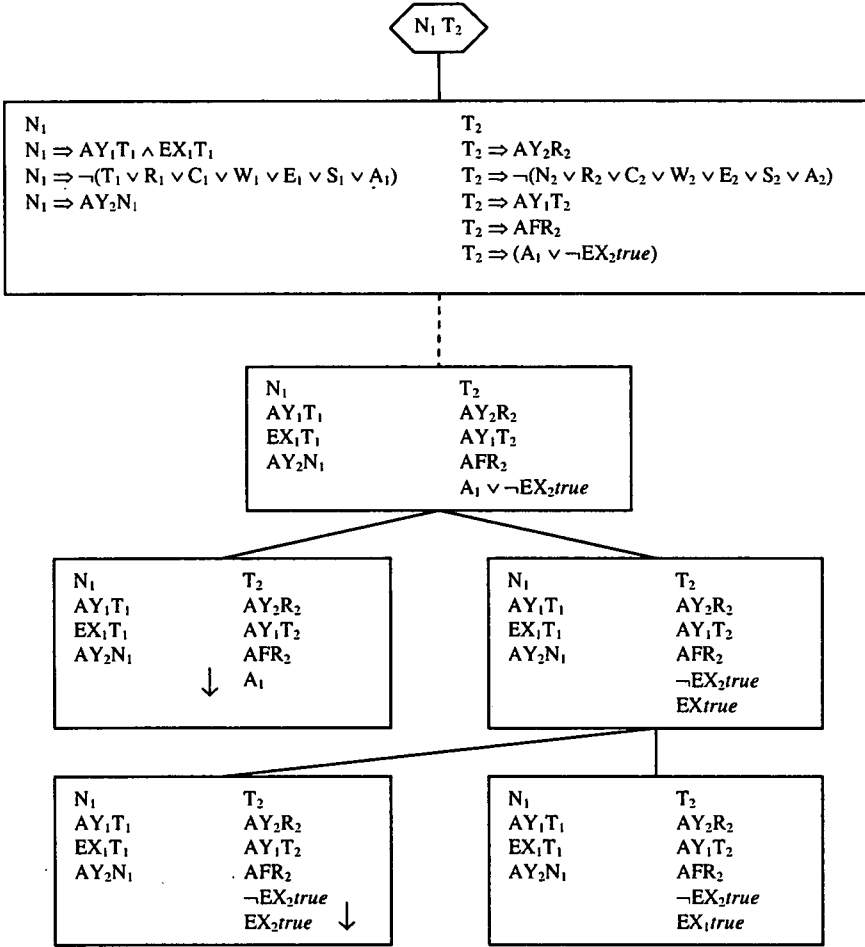 N₁ T₂
N₁ T₂
N₁ ⇒ AY₁T₁ ∧ EX₁T₁ T₂ ⇒ AY₂R₂
N₁ ⇒ ¬(T₁ ∨ R₁ ∨ C₁ ∨ W₁ ∨ E₁ ∨ S₁ ∨ A₁) T₂ ⇒ ¬(N₂ ∨ R₂ ∨ C₂ ∨ W₂ ∨ E₂ ∨ S₂ ∨ A₂)
N₁ ⇒ AY₂N₁ T₂ ⇒ AY₁T₂
T₂ ⇒ AFR₂
T₂ ⇒ (A₁ ∨ ¬EX₂true)
N₁ T₂
AY₁T₁ AY₂R₂
EX₁T₁ AY₁T₂
AY₂N₁ AFR₂
A₁ ∨ ¬EX₂true
N₁ T₂
AY₁T₁ AY₂R₂
EX₁T₁ AY₁T₂
AY₂N₁ AFR₂
↓ A₁
N₁ T₂
AY₁T₁ AY₂R₂
EX₁T₁ AY₁T₂
AY₂N₁ AFR₂
¬EX₂true
EXtrue
N₁ T₂
AY₁T₁ AY₂R₂
EX₁T₁ AY₁T₂
AY₂N₁ AFR₂
¬EX₂true
EX₂true ↓
N₁ T₂
AY₁T₁ AY₂R₂
EX₁T₁ AY₁T₂
AY₂N₁ AFR₂
¬EX₂true
EX₁true